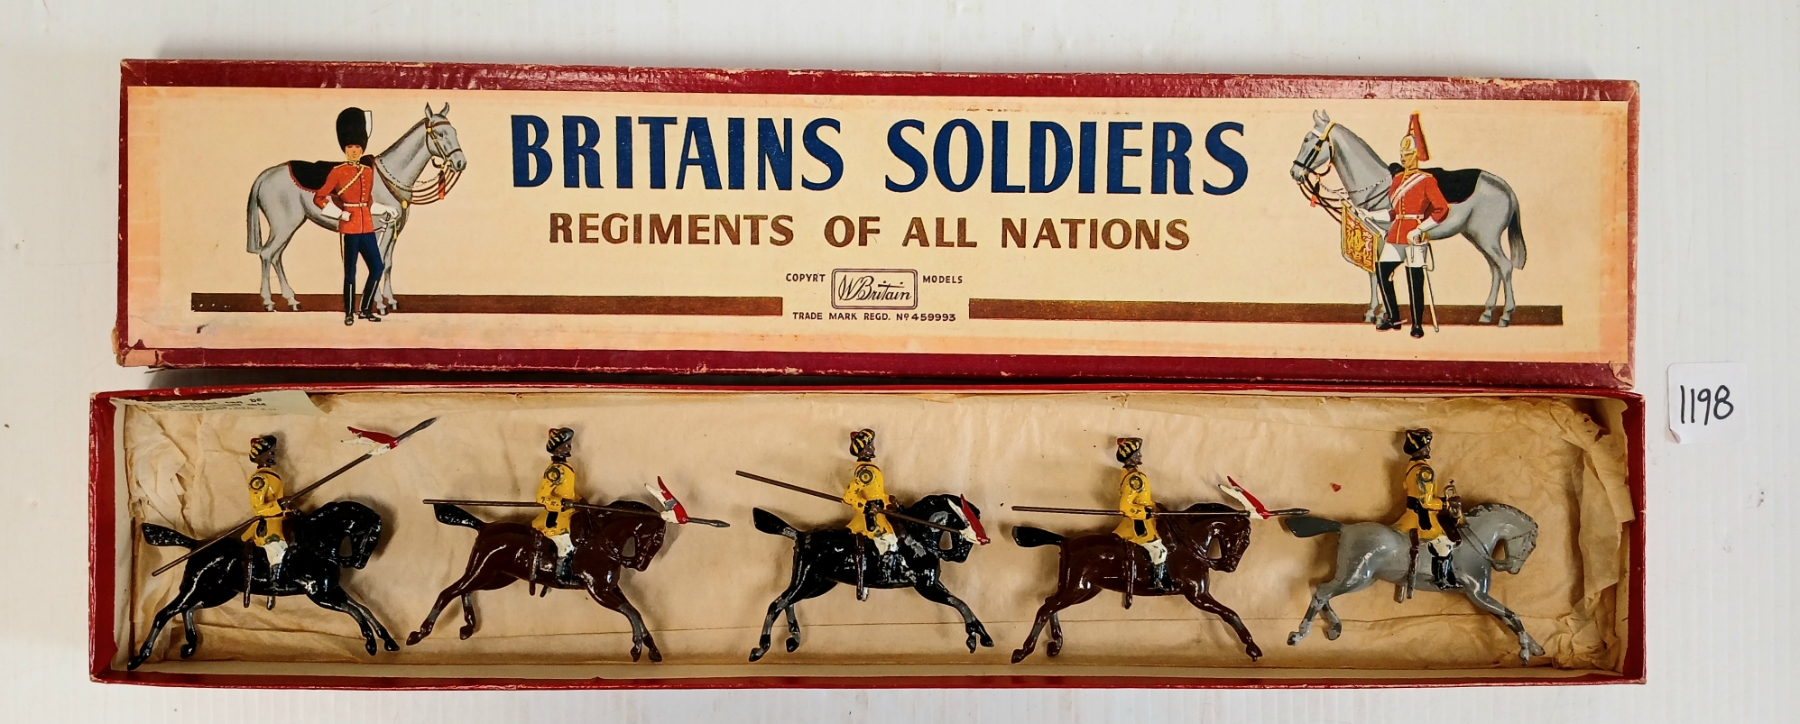 BRITAINS SOLDIERS
REGIMENTS OF ALL NATIONS
COPYRT W Britain MODELS
TRADE MARK REGD. Nº 459993
1198